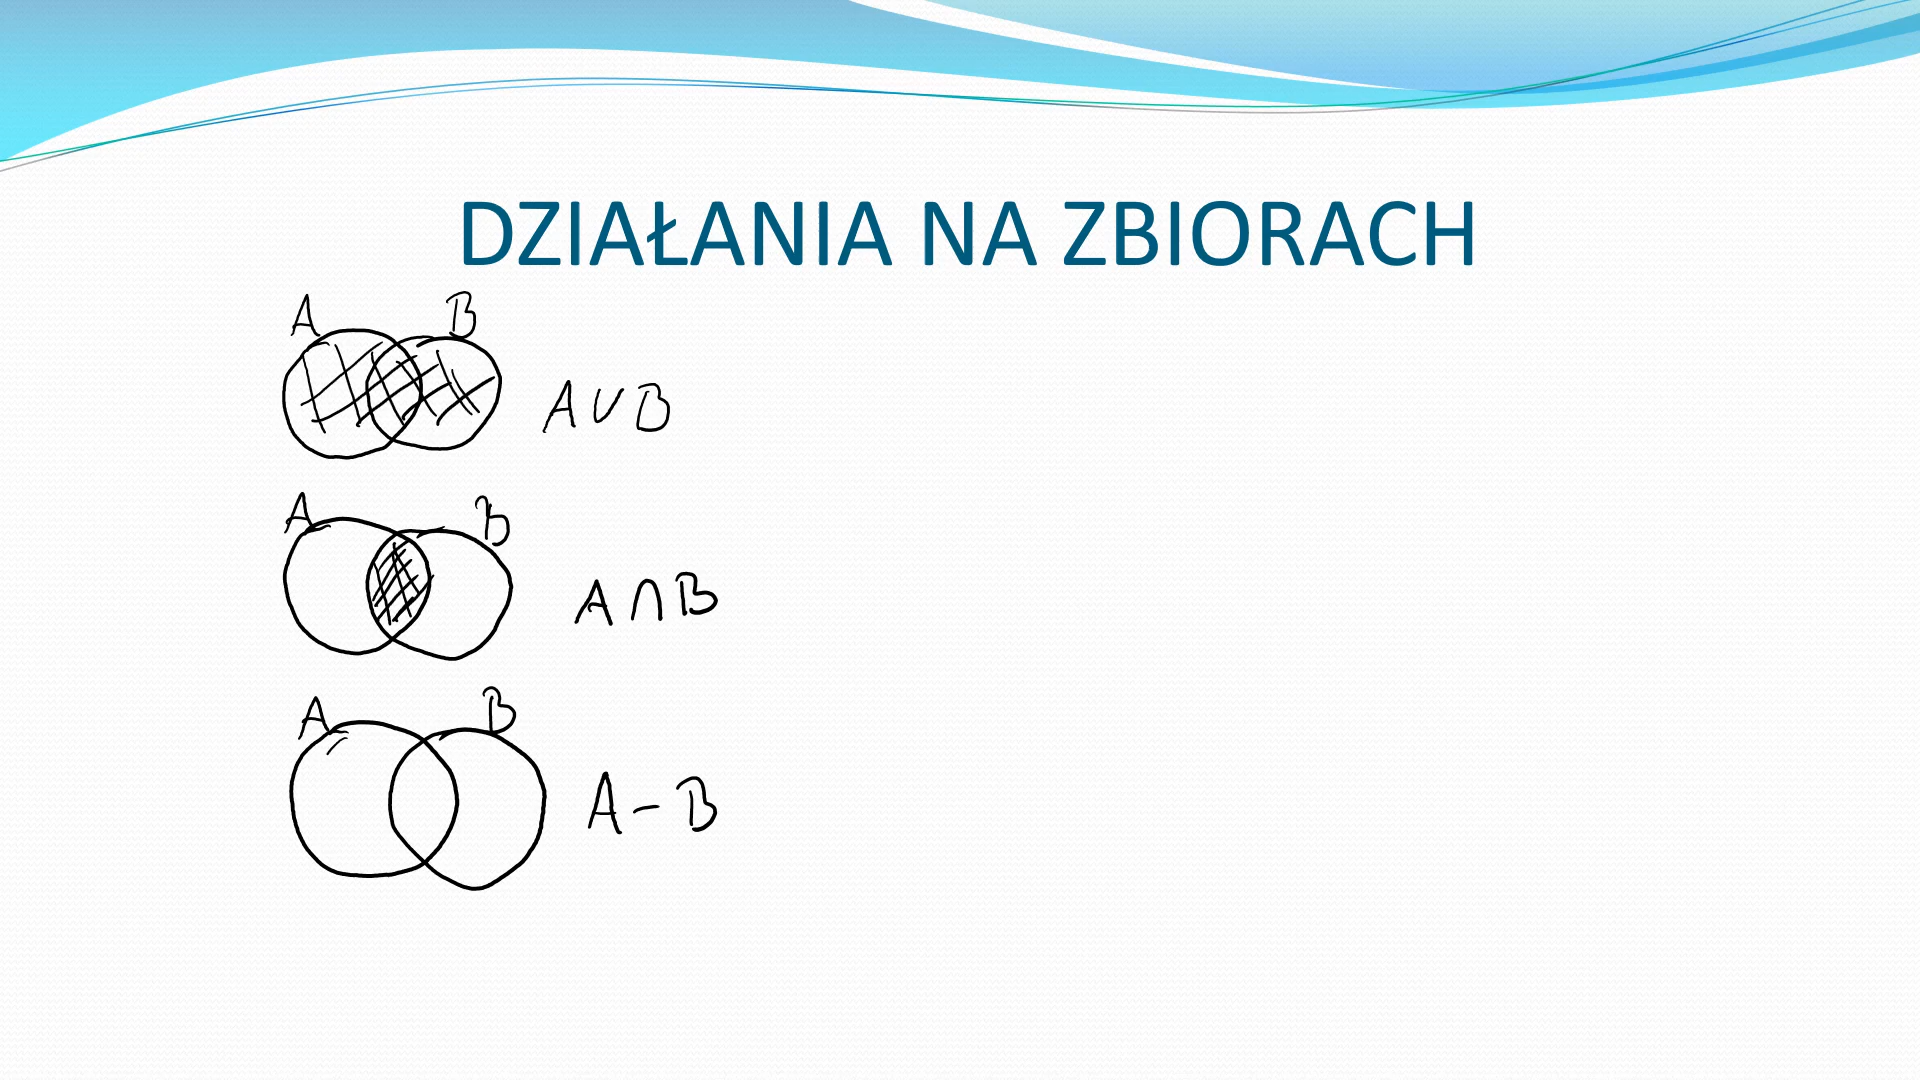 DZIAŁANIA NA ZBIORACH
A B
A ∪ B
A B
A ∩ B
A B
A - B